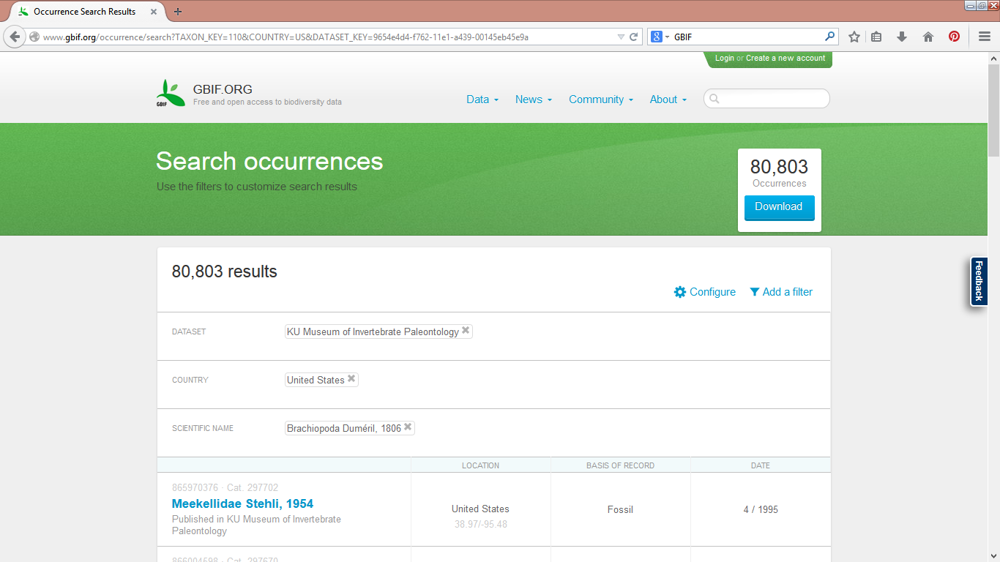 Occurrence Search Results
www.gbif.org/occurrence/search?TAXON_KEY=110&COUNTRY=US&DATASET_KEY=9654e4d4-f762-11e1-a439-00145eb45e9a
GBIF
Login or Create a new account
GBIF
GBIF.ORG
Free and open access to biodiversity data
Data
News
Community
About
Search occurrences
Use the filters to customize search results
80,803
Occurrences
Download
Feedback
80,803 results
Configure
Add a filter
DATASET
KU Museum of Invertebrate Paleontology
COUNTRY
United States
SCIENTIFIC NAME
Brachiopoda Duméril, 1806
LOCATION
BASIS OF RECORD
DATE
865970376 · Cat. 297702
Meekellidae Stehli, 1954
Published in KU Museum of Invertebrate
Paleontology
United States
38.97/-95.48
Fossil
4 / 1995
866004598 · Cat. 297670